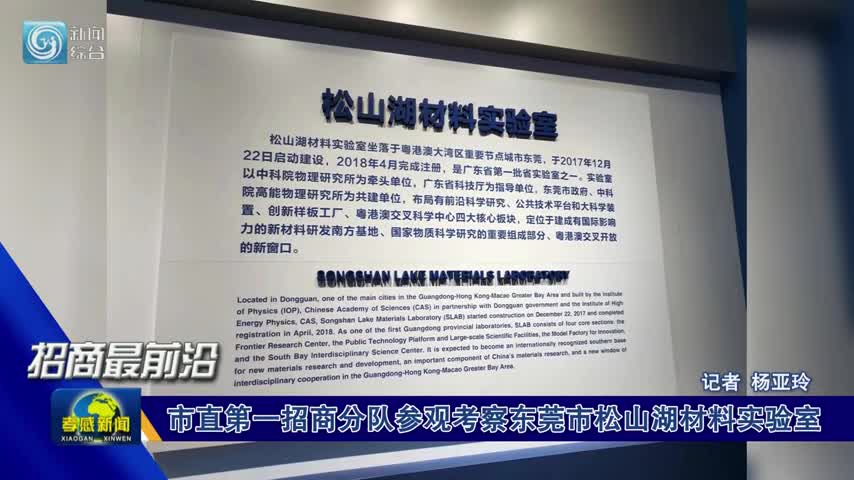 新闻
综合
松山湖材料实验室
松山湖材料实验室坐落于粤港澳大湾区重要节点城市东莞，于2017年12月
22日启动建设，2018年4月完成注册，是广东省第一批省实验室之一。实验室
以中科院物理研究所为牵头单位，广东省科技厅为指导单位，东莞市政府、中科
院高能物理研究所为共建单位，布局有前沿科学研究、公共技术平台和大科学装
置、创新样板工厂、粤港澳交叉科学中心四大核心板块，定位于建成有国际影响
力的新材料研发南方基地、国家物质科学研究的重要组成部分、粤港澳交叉开放
的新窗口。
SONGSHAN LAKE MATERIALS LABORATORY
Located in Dongguan, one of the main cities in the Guangdong-Hong Kong-Macao Greater Bay Area and built by the Institute
of Physics (IOP), Chinese Academy of Sciences (CAS) in partnership with Dongguan government and the Institute of High
Energy Physics, CAS, Songshan Lake Materials Laboratory (SLAB) started construction on December 22, 2017 and completed
registration in April, 2018. As one of the first Guangdong provincial laboratories, SLAB consists of four core sections: the
Frontier Research Center, the Public Technology Platform and Large-scale Scientific Facilities, the Model Factory for Innovation,
and the South Bay Interdisciplinary Science Center. It is expected to become an internationally recognized southern base
for new materials research and development, an important component of China's materials research, and a new window of
interdisciplinary cooperation in the Guangdong-Hong Kong-Macao Greater Bay Area.
招商最前沿
记者 杨亚玲
孝感新闻
XIAOGAN XINWEN
市直第一招商分队参观考察东莞市松山湖材料实验室